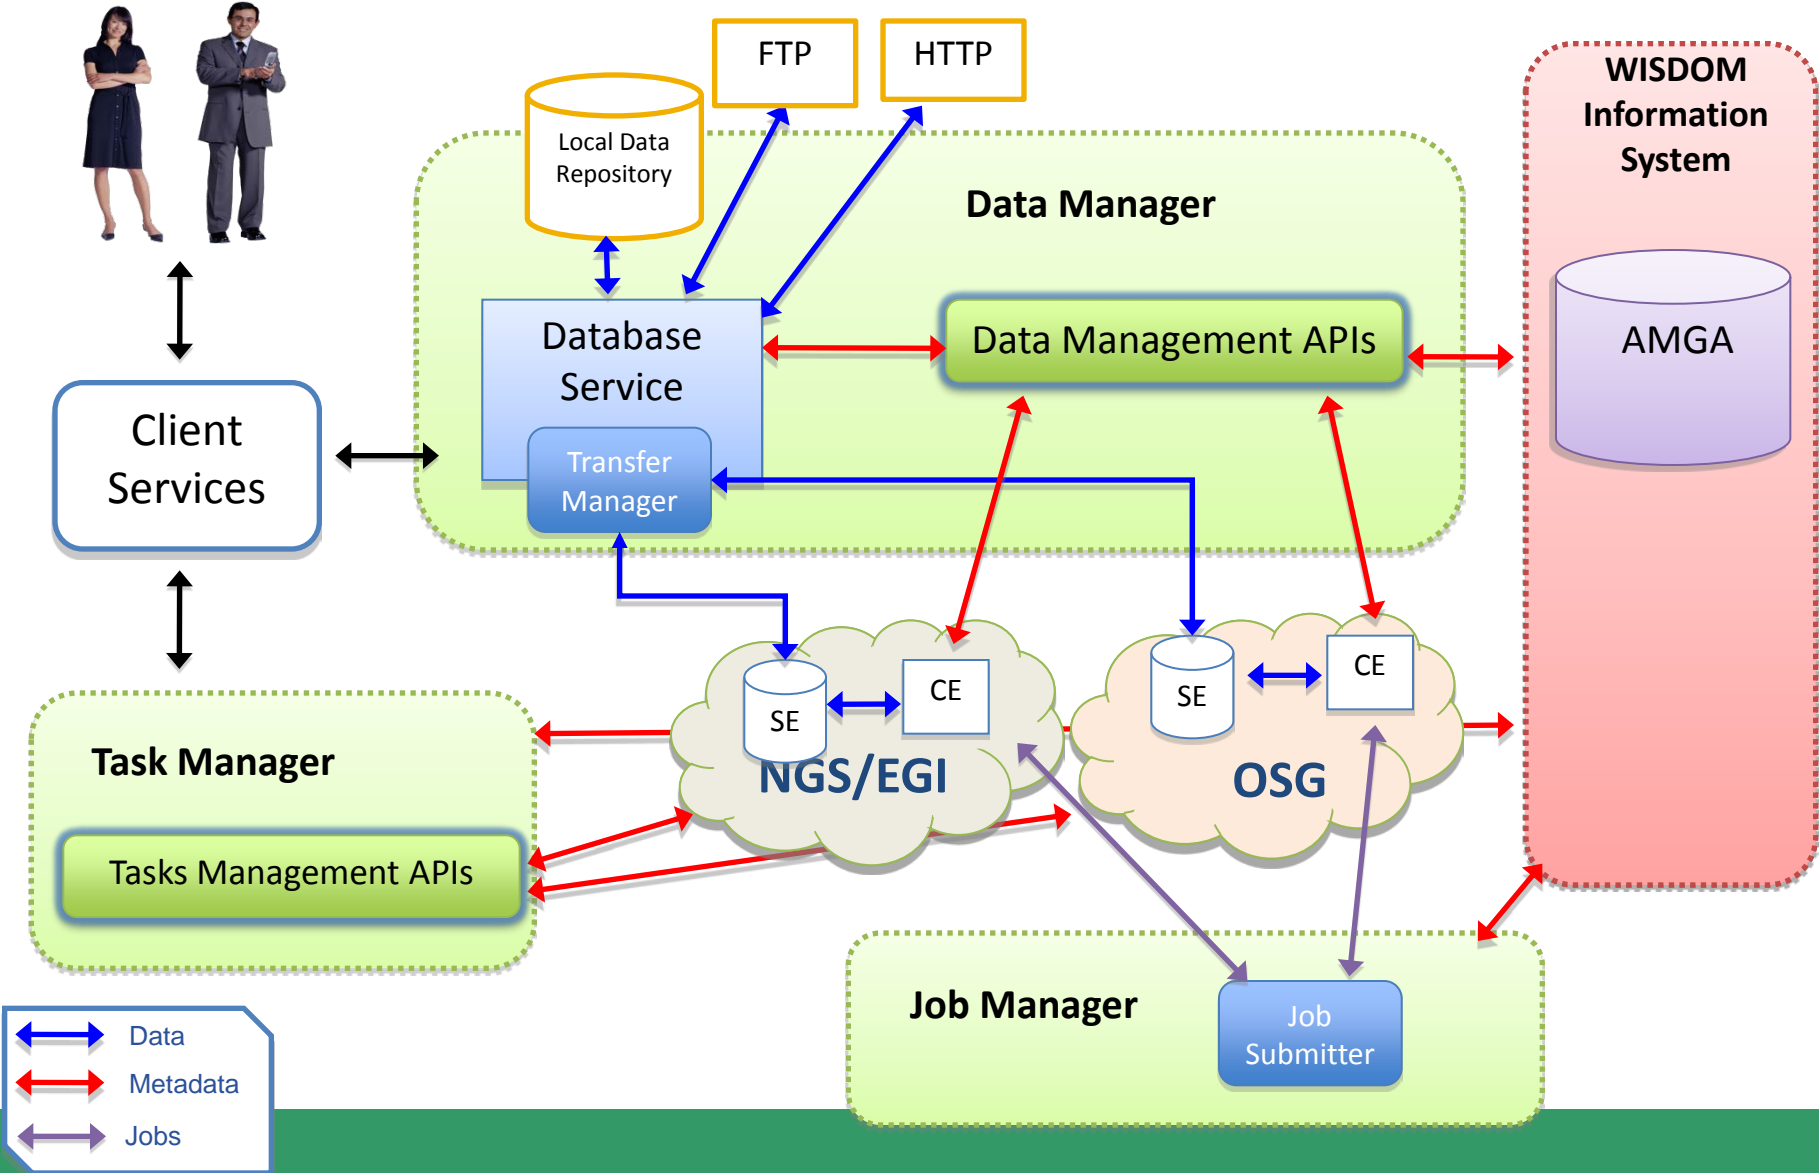 FTP
HTTP
WISDOM
Information
System
Local Data
Repository
Data Manager
Database
Service
Data Management APIs
AMGA
Client
Services
Transfer
Manager
SE
CE
NGS/EGI
SE
CE
OSG
Task Manager
Tasks Management APIs
Job Manager
Job
Submitter
Data
Metadata
Jobs